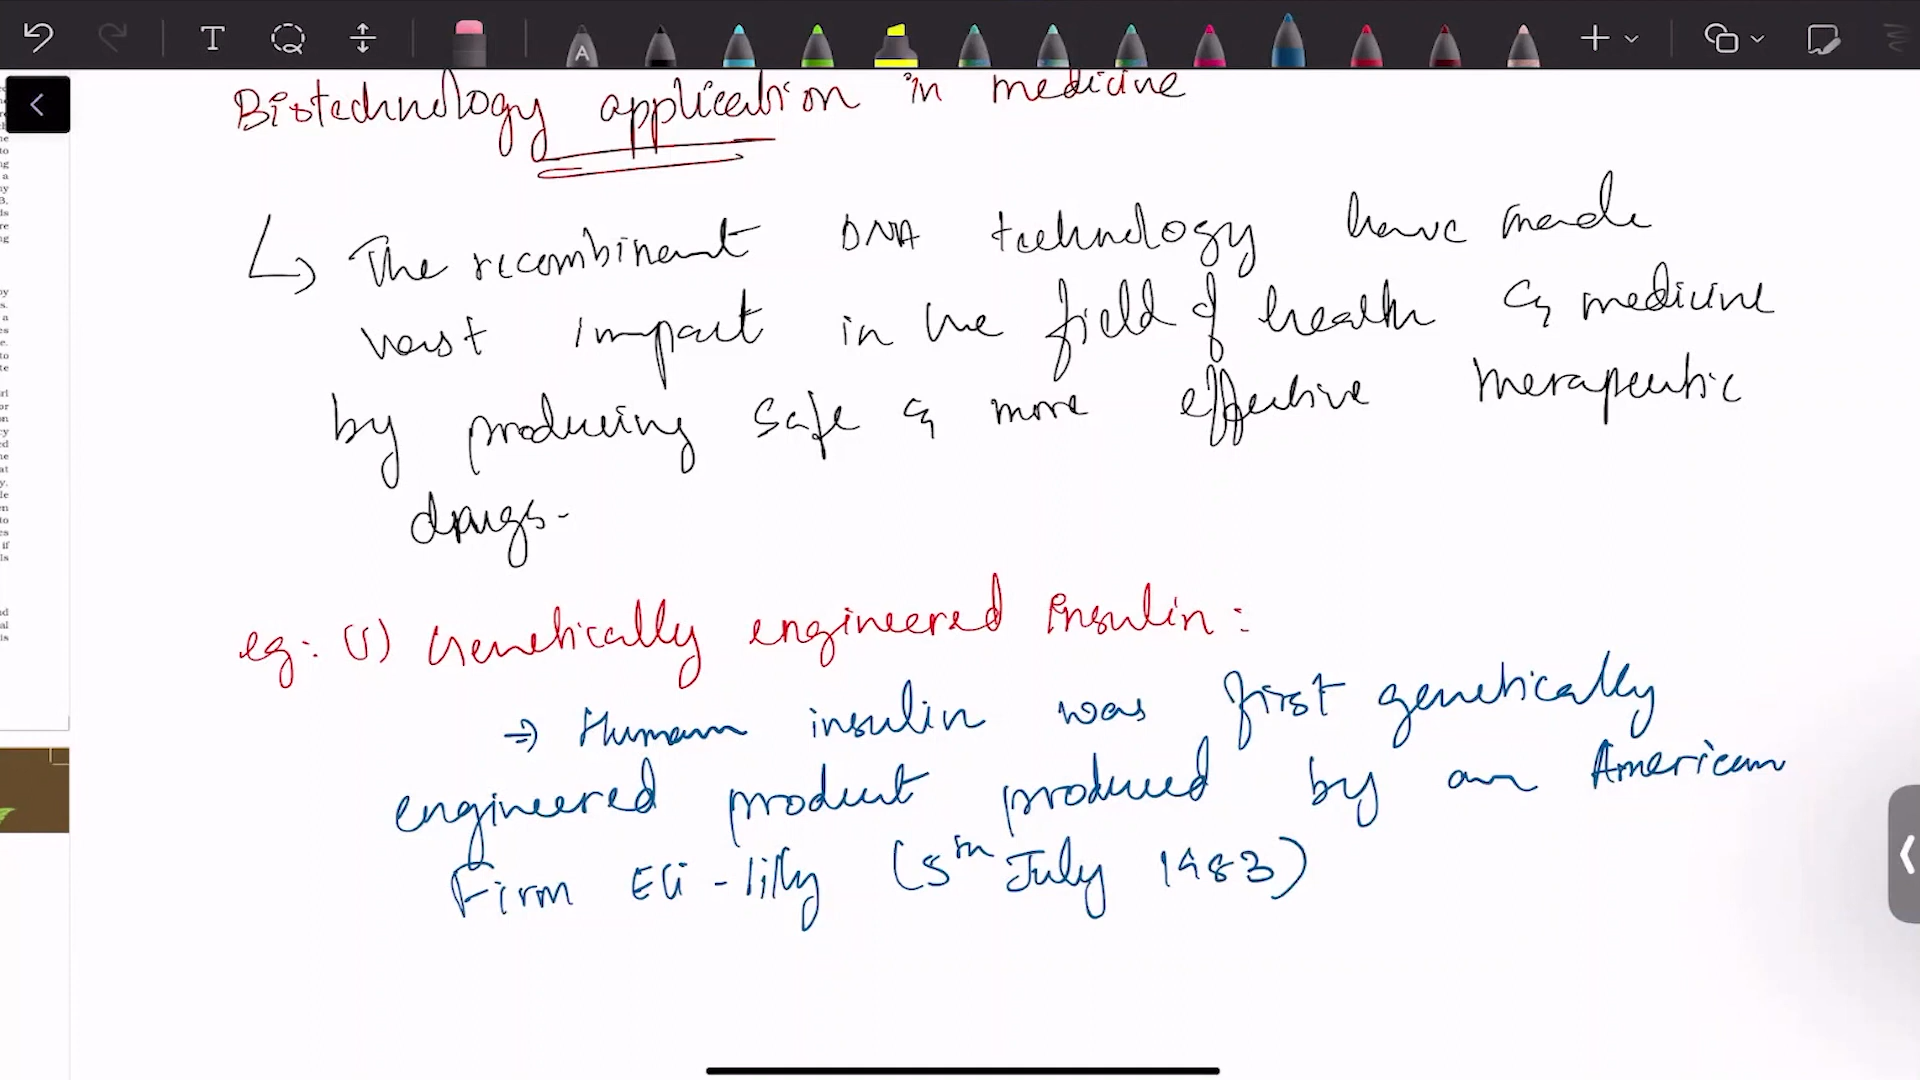 Biotechnology application in medicine
The recombinant DNA technology have made
vast impact in the field of health & medicine
by producing safe & more effective therapeutic
drugs.
eg: (1) Genetically engineered Insulin:
⇒ Human insulin was first genetically
engineered product produced by an American
Firm Eli-lilly (5th July 1983)